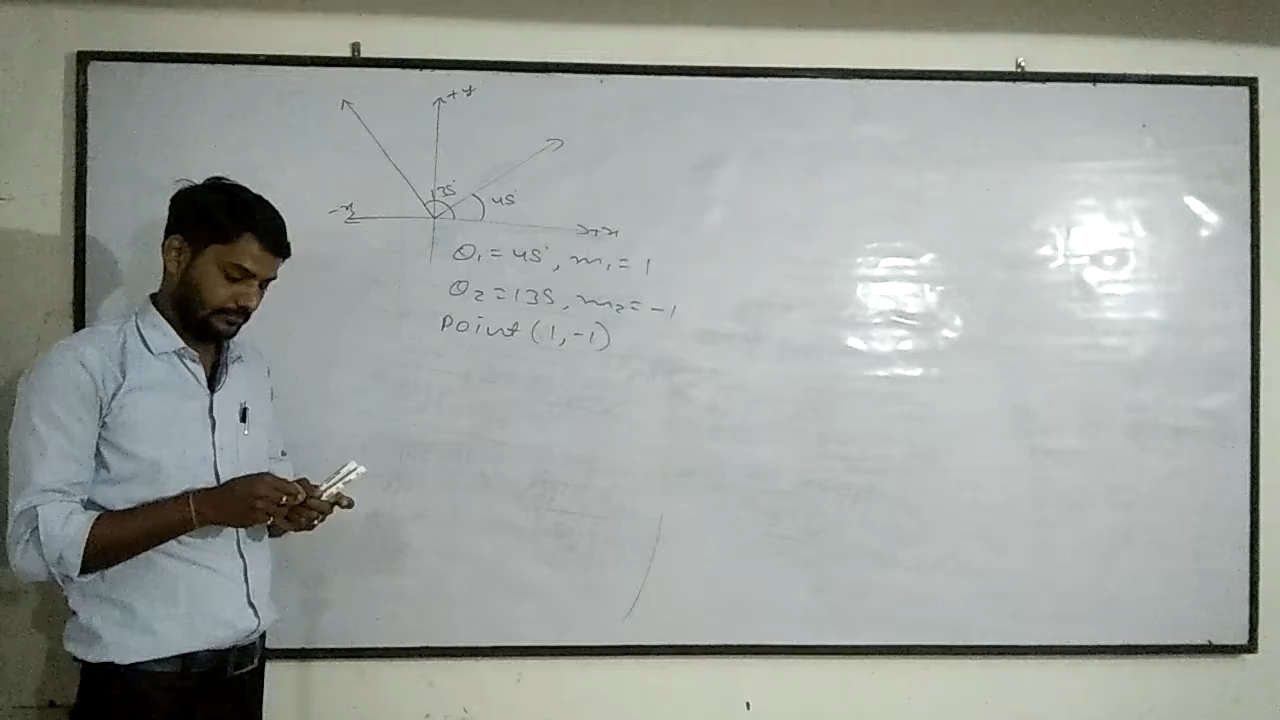 +y
135°
45°
-x
+x
θ₁ = 45°, m₁ = 1
θ₂ = 135, m₂ = -1
Point (1, -1)